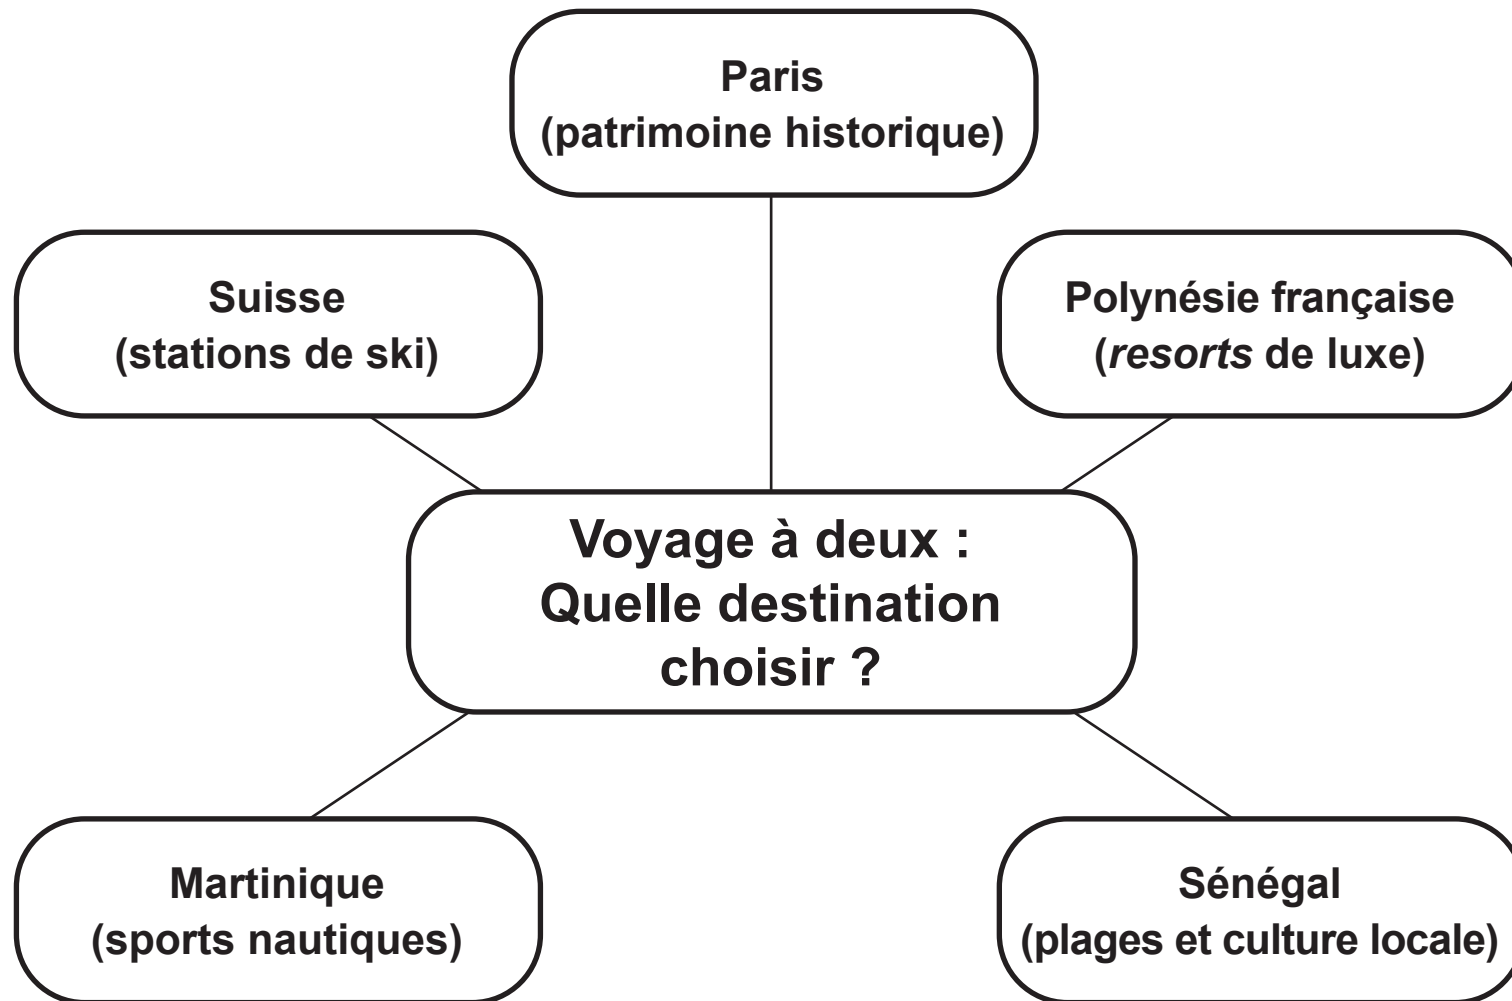 Paris
(patrimoine historique)
Suisse
(stations de ski)
Polynésie française
(resorts de luxe)
Voyage à deux :
Quelle destination
choisir ?
Martinique
(sports nautiques)
Sénégal
(plages et culture locale)